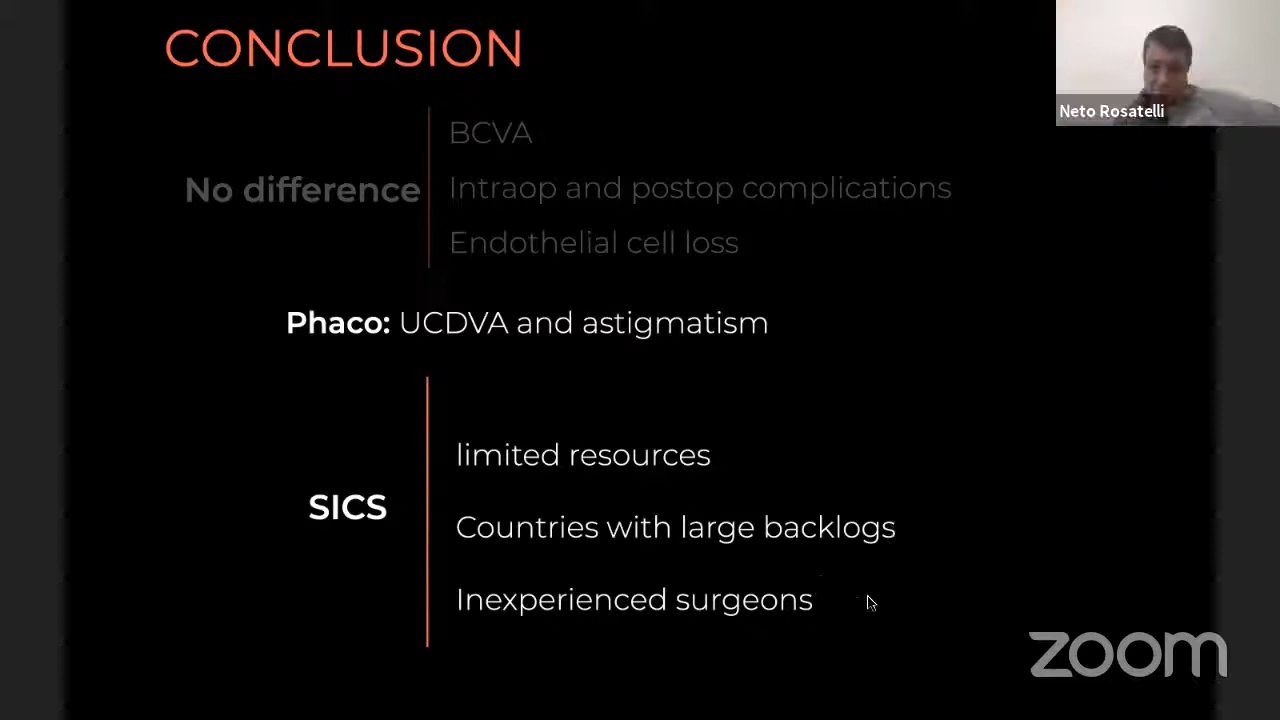 CONCLUSION
Neto Rosatelli
BCVA
No difference
Intraop and postop complications
Endothelial cell loss
Phaco: UCDVA and astigmatism
limited resources
SICS
Countries with large backlogs
Inexperienced surgeons
zoom